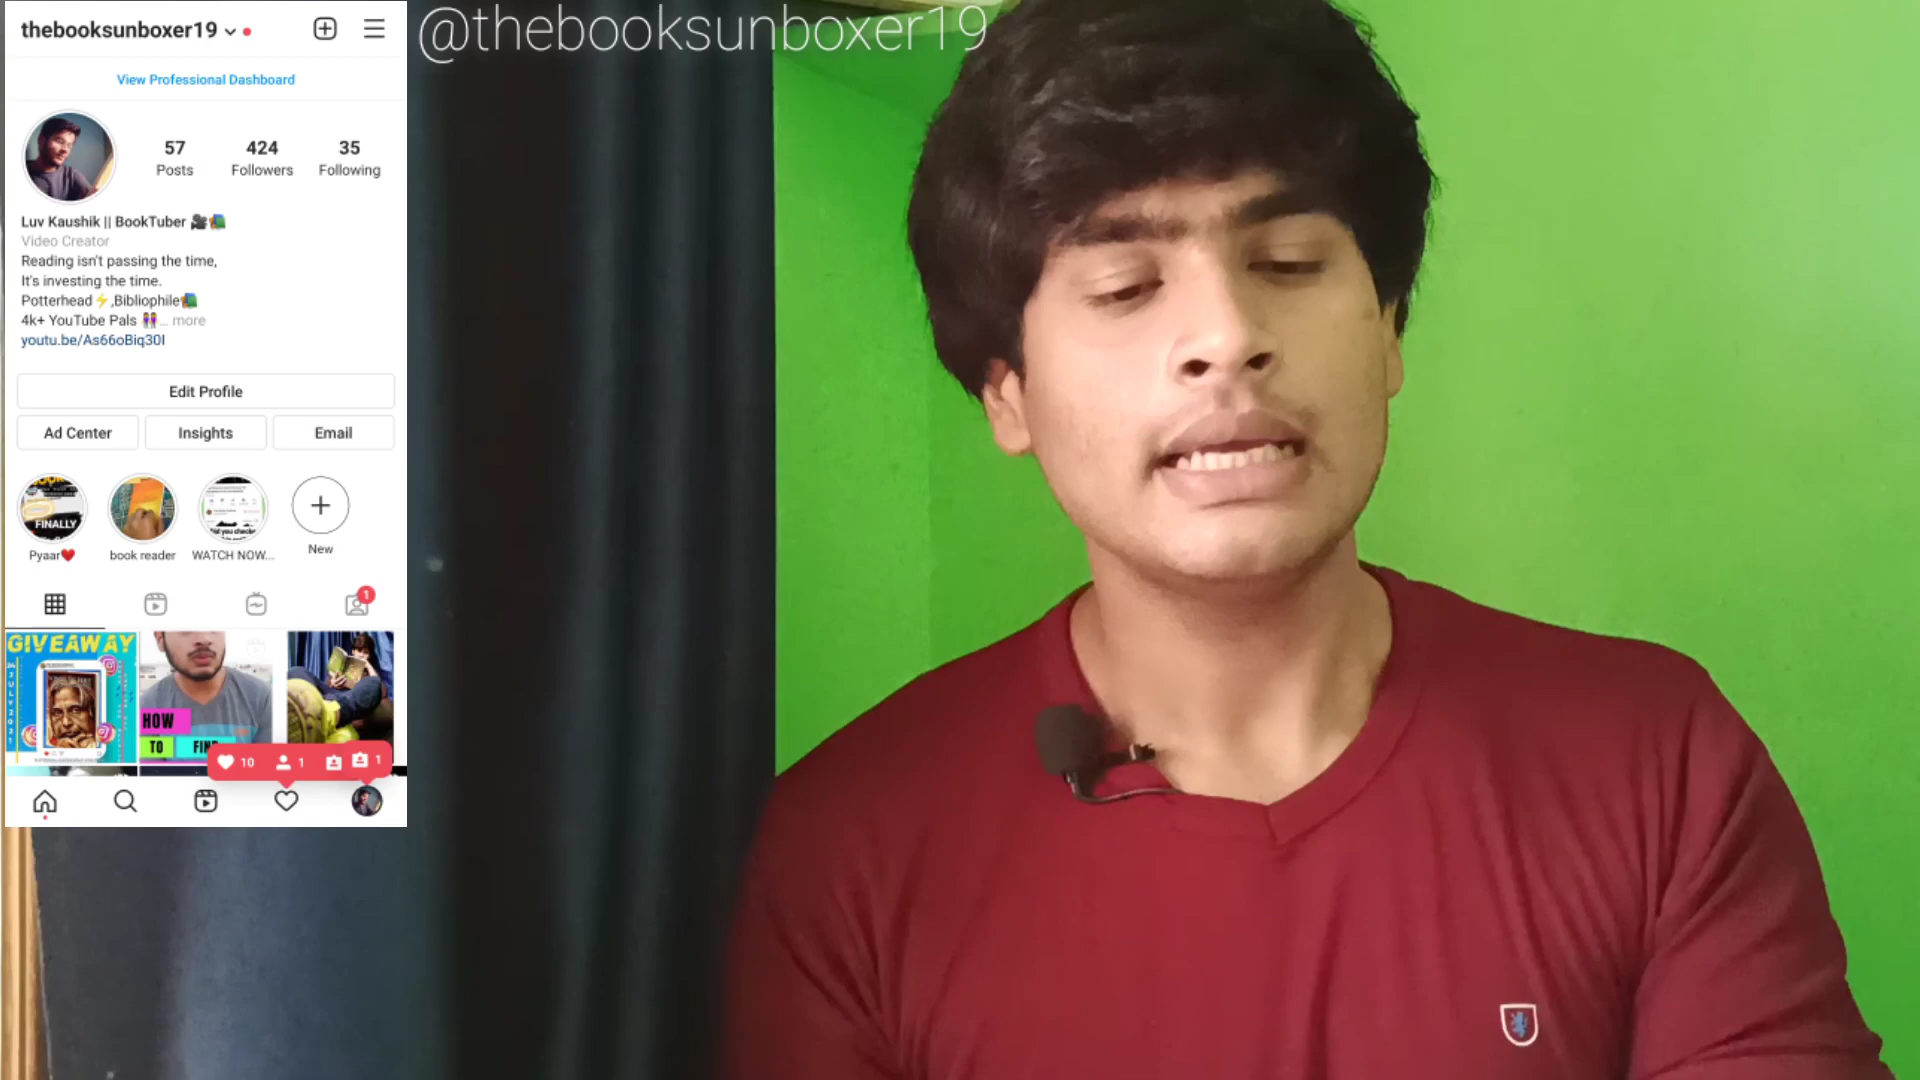 thebooksunboxer19
@thebooksunboxer19
View Professional Dashboard
57
424
35
Posts
Followers
Following
Luv Kaushik || BookTuber 🎥📚
Video Creator
Reading isn't passing the time,
It's investing the time.
Potterhead⚡,Bibliophile📚
4k+ YouTube Pals 👭... more
youtu.be/As66oBiq30I
Edit Profile
Ad Center
Insights
Email
FINALLY
Pyaar❤️
book reader
WATCH NOW...
New
1
GIVEAWAY
HOW
TO
10
1
1